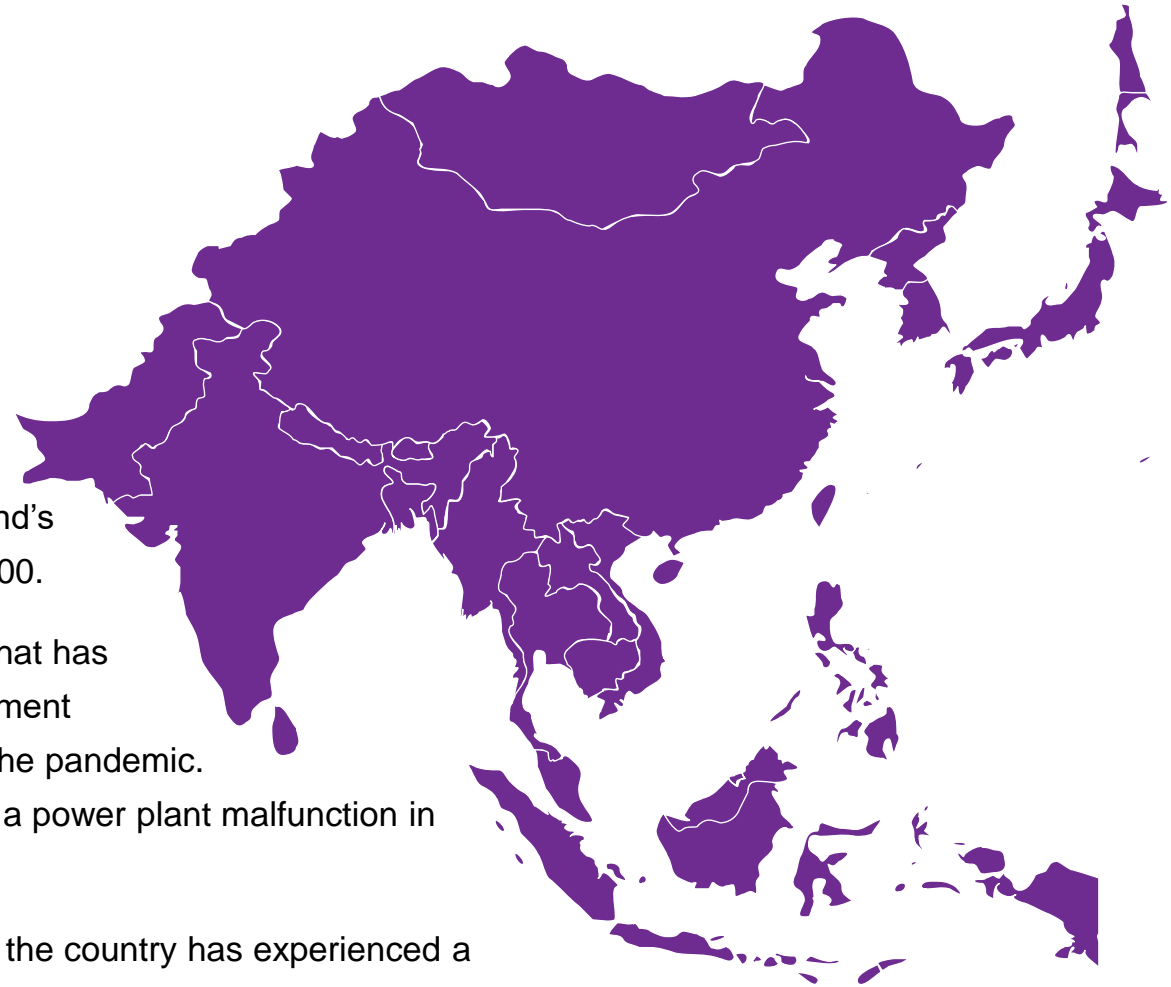 nd's
00.
hat has
ment
he pandemic.
a power plant malfunction in
the country has experienced a